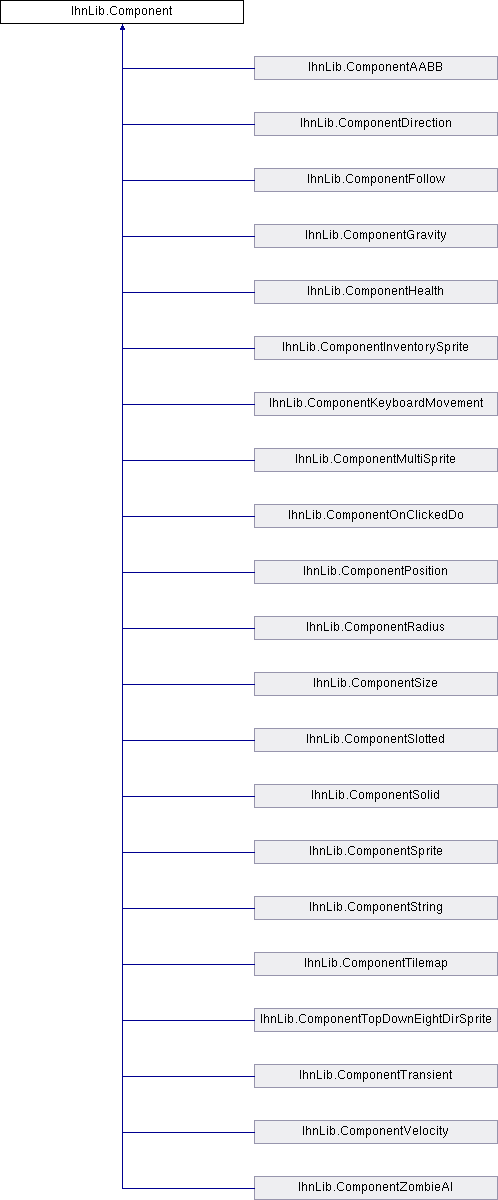 IhnLib.Component
IhnLib.ComponentAABB
IhnLib.ComponentDirection
IhnLib.ComponentFollow
IhnLib.ComponentGravity
IhnLib.ComponentHealth
IhnLib.ComponentInventorySprite
IhnLib.ComponentKeyboardMovement
IhnLib.ComponentMultiSprite
IhnLib.ComponentOnClickedDo
IhnLib.ComponentPosition
IhnLib.ComponentRadius
IhnLib.ComponentSize
IhnLib.ComponentSlotted
IhnLib.ComponentSolid
IhnLib.ComponentSprite
IhnLib.ComponentString
IhnLib.ComponentTilemap
IhnLib.ComponentTopDownEightDirSprite
IhnLib.ComponentTransient
IhnLib.ComponentVelocity
IhnLib.ComponentZombieAI